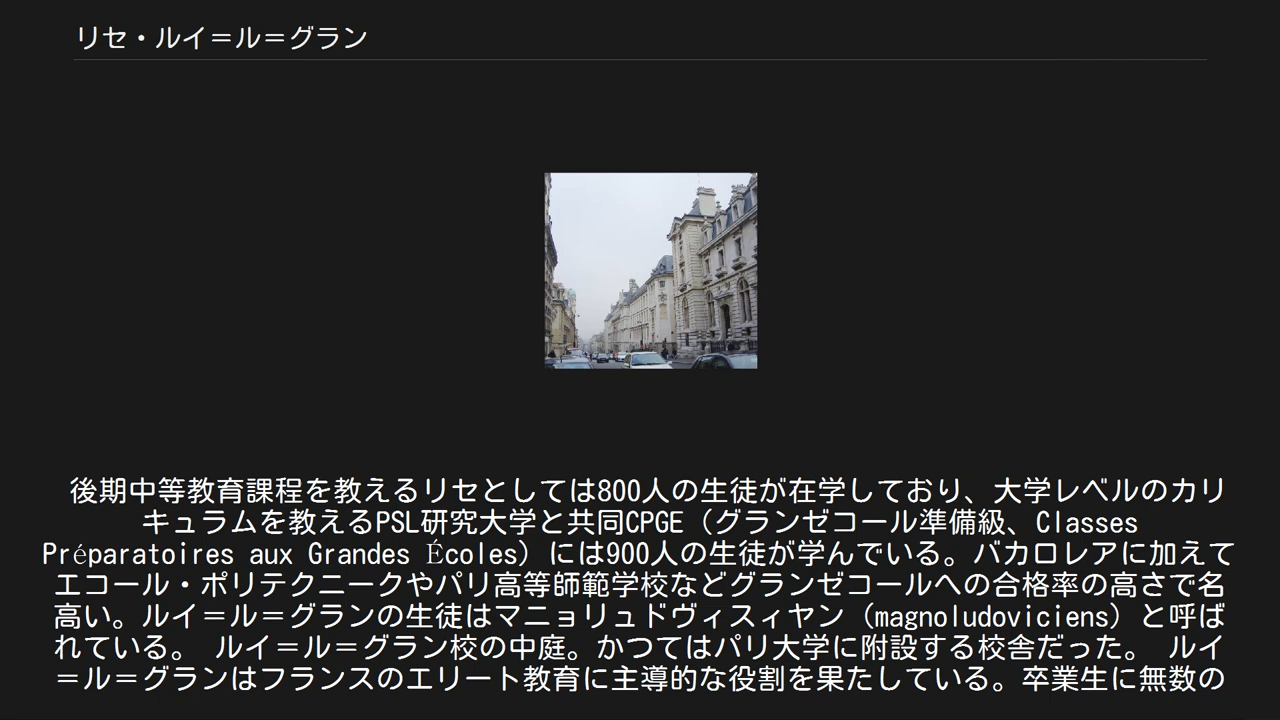 リセ・ルイ＝ル＝グラン
後期中等教育課程を教えるリセとしては800人の生徒が在学しており、大学レベルのカリ
キュラムを教えるPSL研究大学と共同CPGE（グランゼコール準備級、Classes
Préparatoires aux Grandes Écoles）には900人の生徒が学んでいる。バカロレアに加えて
エコール・ポリテクニークやパリ高等師範学校などグランゼコールへの合格率の高さで名
高い。ルイ＝ル＝グランの生徒はマニョリュドヴィスィヤン（magnoludoviciens）と呼ば
れている。 ルイ＝ル＝グラン校の中庭。かつてはパリ大学に附設する校舎だった。 ルイ
＝ル＝グランはフランスのエリート教育に主導的な役割を果たしている。卒業生に無数の